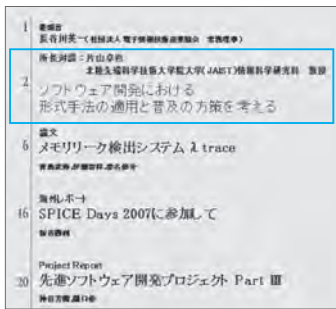 1 巻頭言
長谷川英一(社団法人電子情報技術産業協会 常務理事)
所長対談:片山卓也
2 北陸先端科学技術大学院大学(JAIST)情報科学研究科 教授
ソフトウェア開発における
形式手法の適用と普及の方策を考える
論文
6 メモリリーク検出システム λ trace
海外レポート
16 SPICE Days 2007に参加して
Project Report
20 先進ソフトウェア開発プロジェクト Part Ⅲ